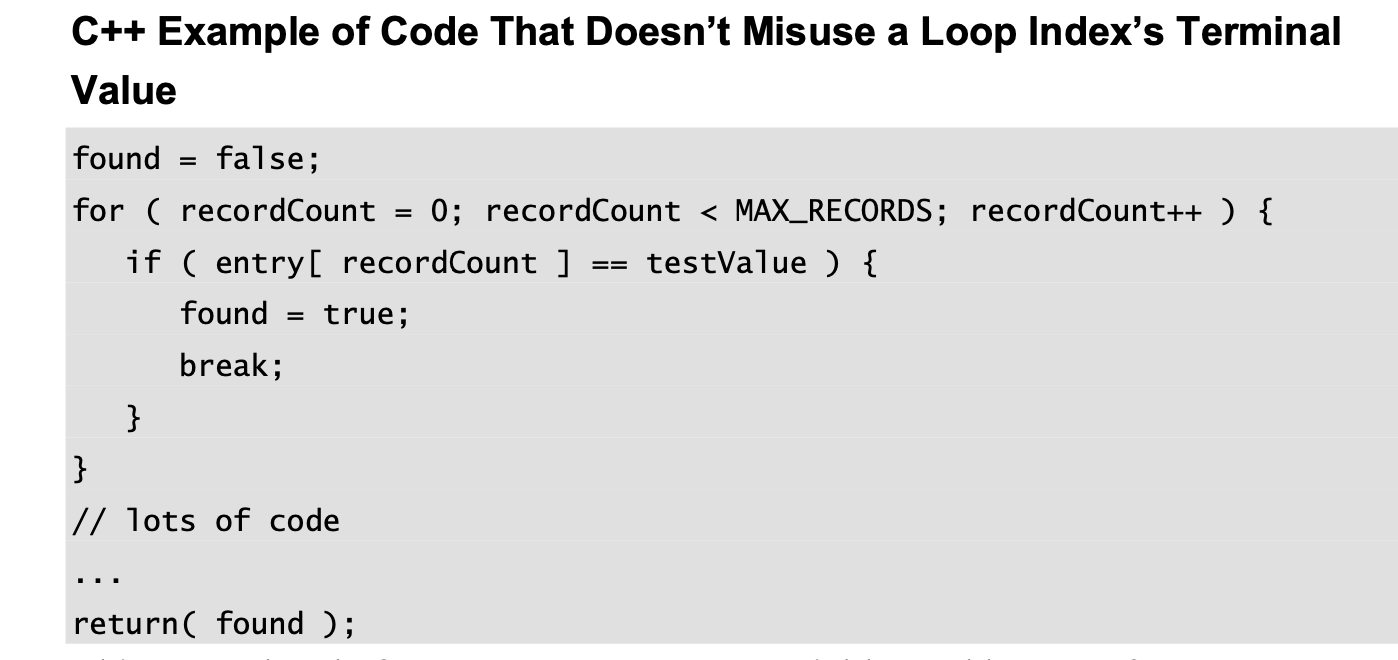 C++ Example of Code That Doesn’t Misuse a Loop Index’s Terminal
Value
found = false;
for ( recordCount = 0; recordCount < MAX_RECORDS; recordCount++ ) {
   if ( entry[ recordCount ] == testValue ) {
      found = true;
      break;
   }
}
// lots of code
...
return( found );